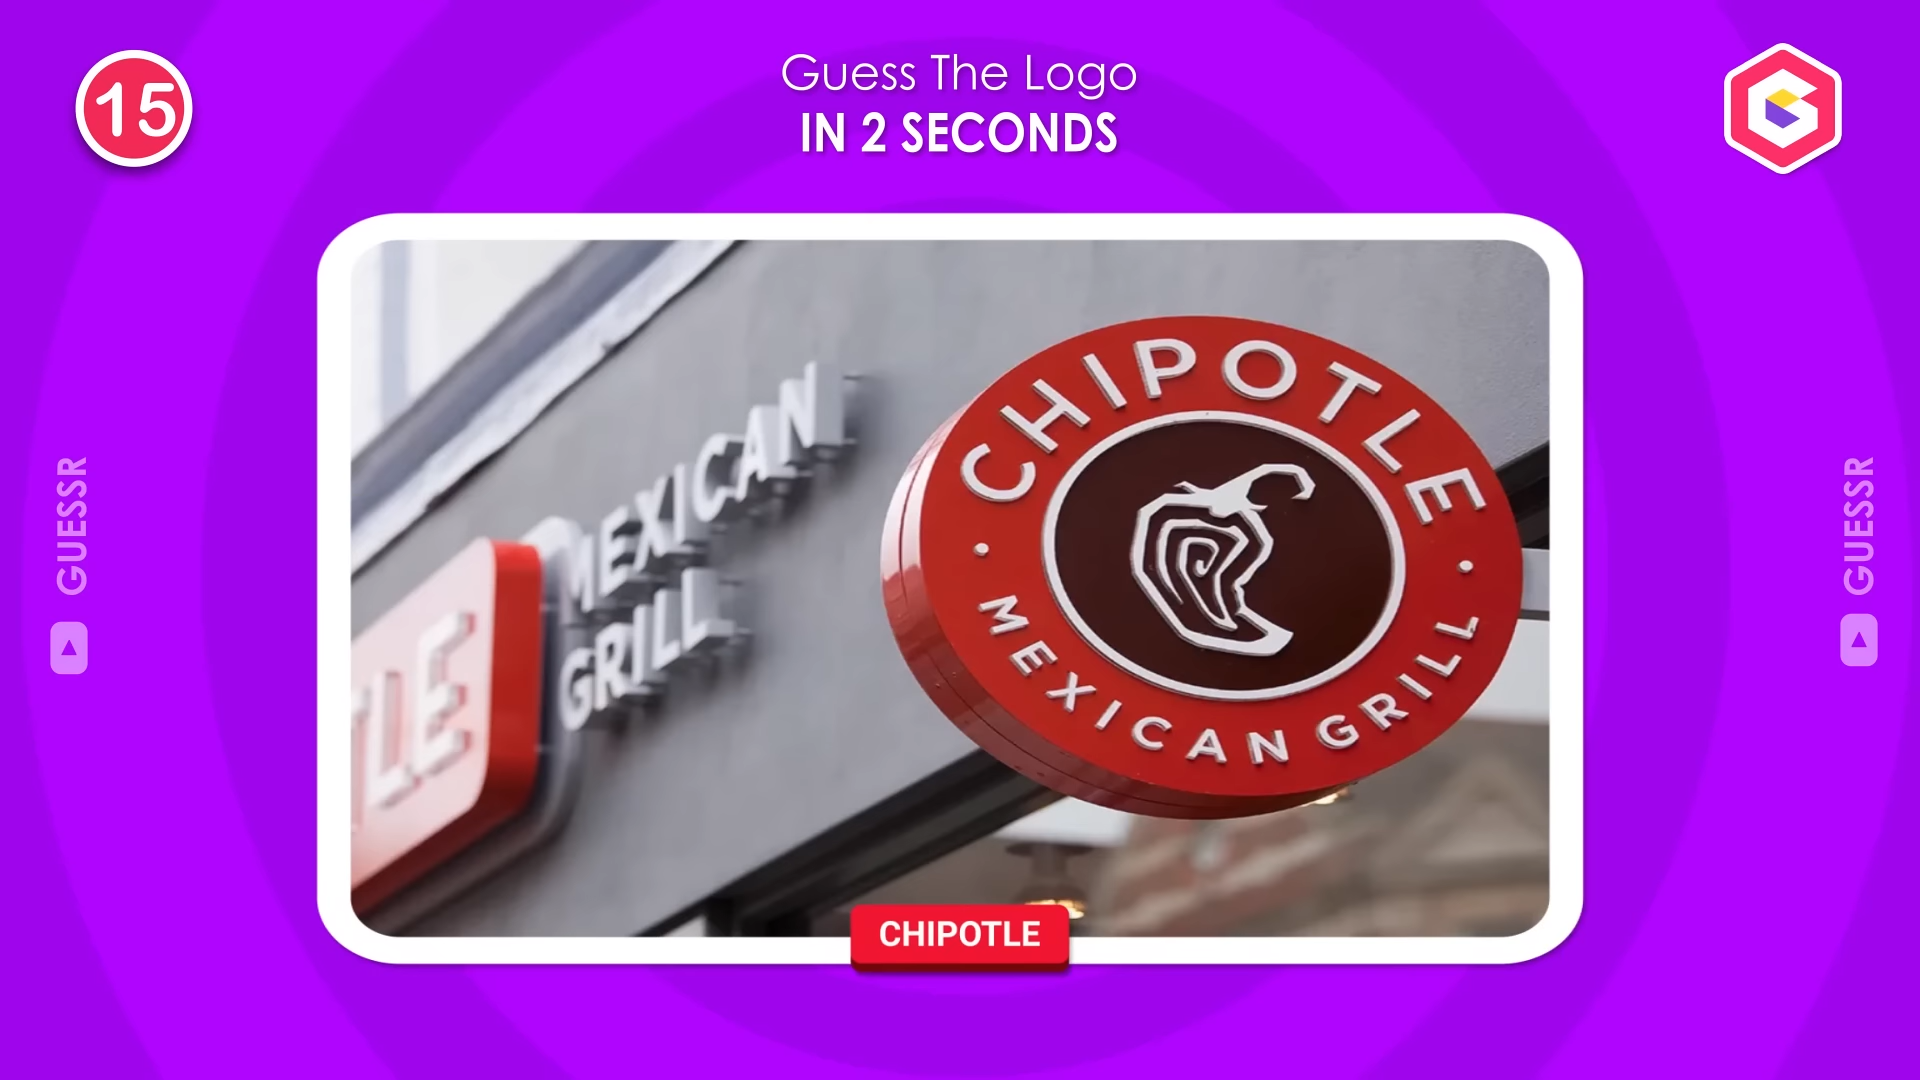 15
Guess The Logo
IN 2 SECONDS
GUESSR
GUESSR
MEXICAN
GRILL
TLE
CHIPOTLE
MEXICAN GRILL
CHIPOTLE